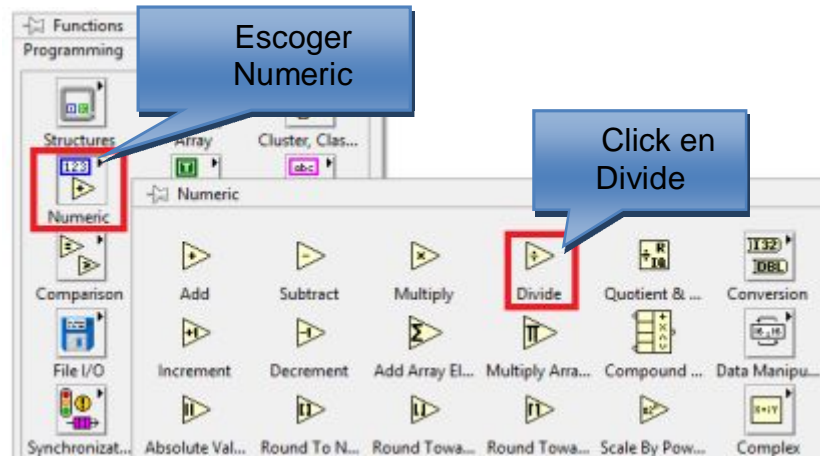 Functions
Programming
Escoger
Numeric
Structures
Array
Cluster, Clas...
Click en
Divide
Numeric
Numeric
Comparison
Add
Subtract
Multiply
Divide
Quotient & ...
Conversion
File I/O
Increment
Decrement
Add Array El...
Multiply Arra...
Compound ...
Data Manipu...
Synchronizat...
Absolute Val...
Round To N...
Round Towa...
Round Towa...
Scale By Pow...
Complex